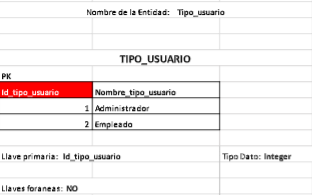 Nombre de la Entidad: Tipo_usuario
TIPO_USUARIO
PK
Id_tipo_usuario Nombre_tipo_usuario
1 Administrador
2 Empleado
Llave primaria: Id_tipo_usuario Tipo Dato: Integer
Llaves foraneas: NO